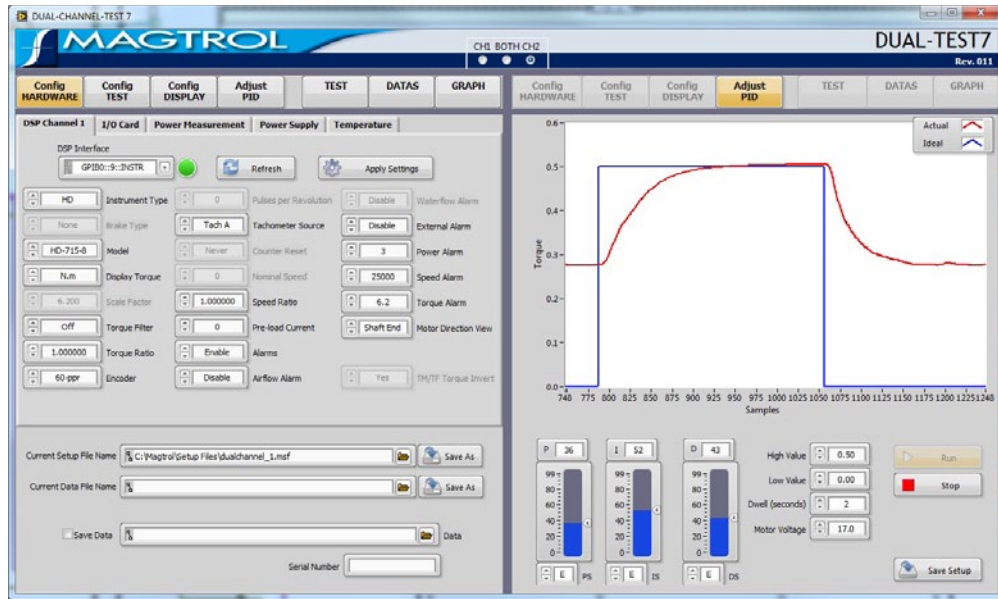 DUAL-CHANNEL-TEST 7
MAGTROL
CH1 BOTH CH2
DUAL-TEST7
Rev. 011
Config HARDWARE
Config TEST
Config DISPLAY
Adjust PID
TEST
DATAS
GRAPH
DSP Channel 1
I/O Card
Power Measurement
Power Supply
Temperature
DSP Interface
GPIB0::9::INSTR
Refresh
Apply Settings
HD Instrument Type
0 Pulses per Revolution
Disable Waterflow Alarm
None Brake Type
Tach A Tachometer Source
Disable External Alarm
HD-715-8 Model
Never Counter Reset
3 Power Alarm
N.m Display Torque
0 Nominal Speed
25000 Speed Alarm
6.200 Scale Factor
1.000000 Speed Ratio
6.2 Torque Alarm
Off Torque Filter
0 Pre-load Current
Shaft End Motor Direction View
1.000000 Torque Ratio
Enable Alarms
60-ppr Encoder
Disable Airflow Alarm
Yes TM/TF Torque Invert
Current Setup File Name C:\Magtrol\Setup Files\dualchannel_1.msf Save As
Current Data File Name Save As
Save Data Data
Serial Number
Config HARDWARE
Config TEST
Config DISPLAY
Adjust PID
TEST
DATAS
GRAPH
Actual
Ideal
Torque
0.6
0.5
0.4
0.3
0.2
0.1
0.0
748 775 800 825 850 875 900 925 950 975 1000 1025 1050 1075 1100 1125 1150 1175 1200 1225 1248
Samples
P 36
I 52
D 43
99 99 99
80 80 80
60 60 60
40 40 40
20 20 20
0 0 0
E PS
E IS
E DS
High Value 0.50
Low Value 0.00
Dwell (seconds) 2
Motor Voltage 17.0
Run
Stop
Save Setup